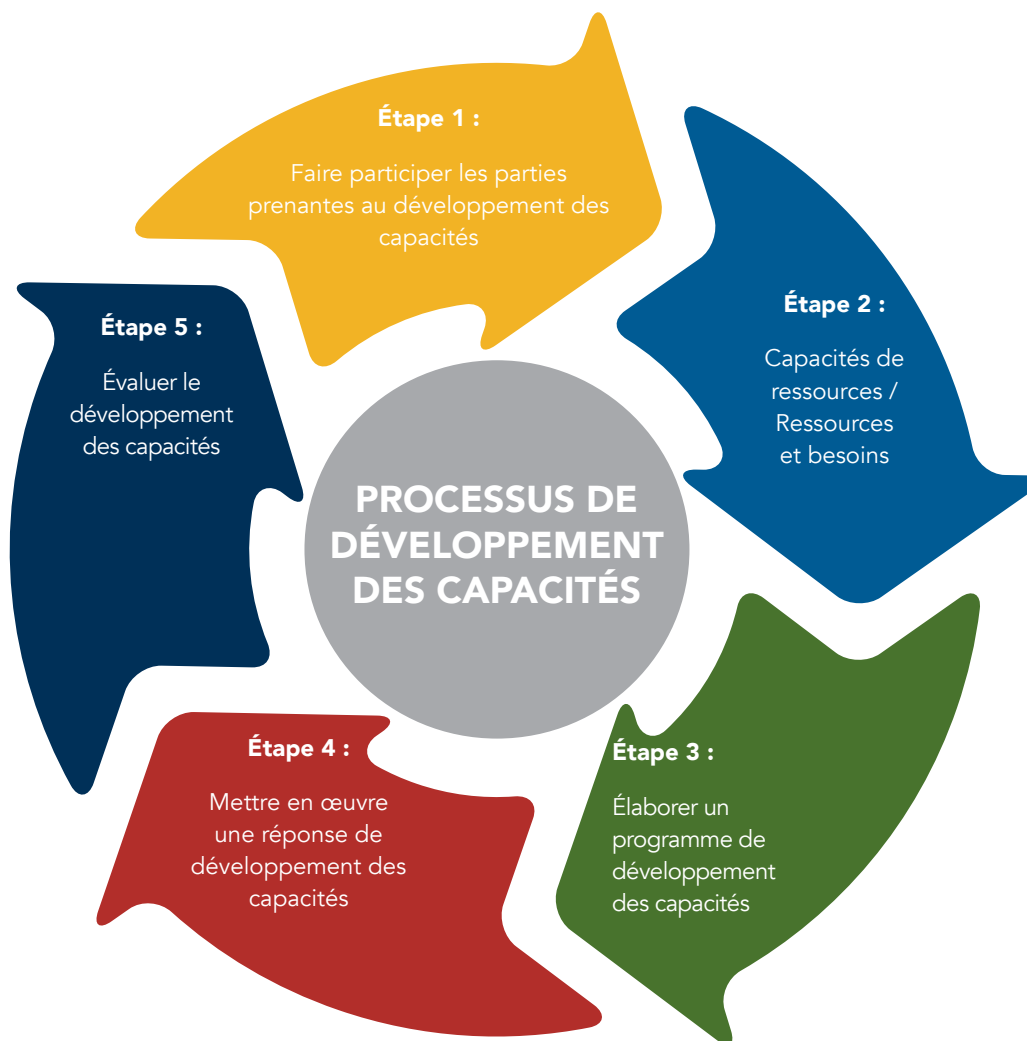 Étape 1 :
Faire participer les parties
prenantes au développement des
capacités
Étape 2 :
Capacités de
ressources /
Ressources
et besoins
Étape 3 :
Élaborer un
programme de
développement
des capacités
Étape 4 :
Mettre en œuvre
une réponse de
développement des
capacités
Étape 5 :
Évaluer le
développement
des capacités
PROCESSUS DE
DÉVELOPPEMENT
DES CAPACITÉS